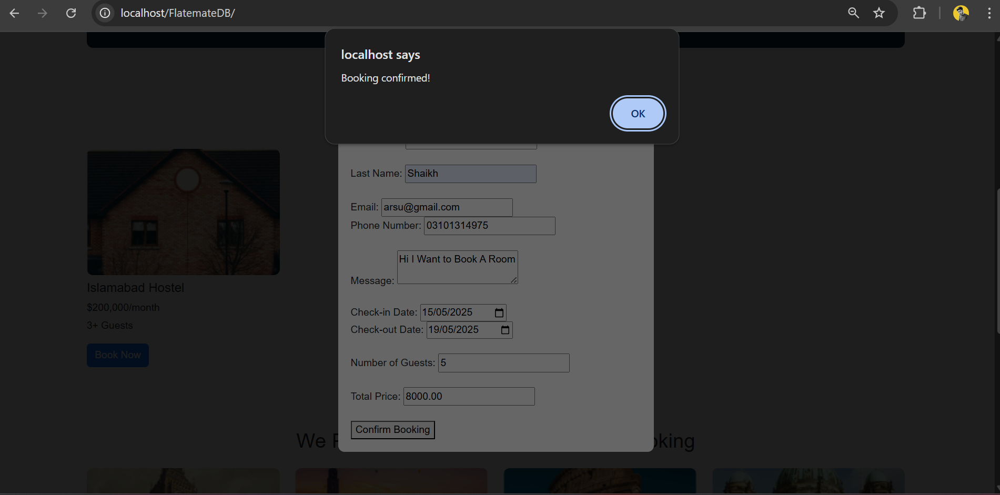 localhost/FlatemateDB/
localhost says
Booking confirmed!
OK
Last Name: Shaikh
Email: arsu@gmail.com
Phone Number: 03101314975
Message: Hi I Want to Book A Room
Check-in Date: 15/05/2025
Check-out Date: 19/05/2025
Number of Guests: 5
Total Price: 8000.00
Confirm Booking
Islamabad Hostel
$200,000/month
3+ Guests
Book Now
We